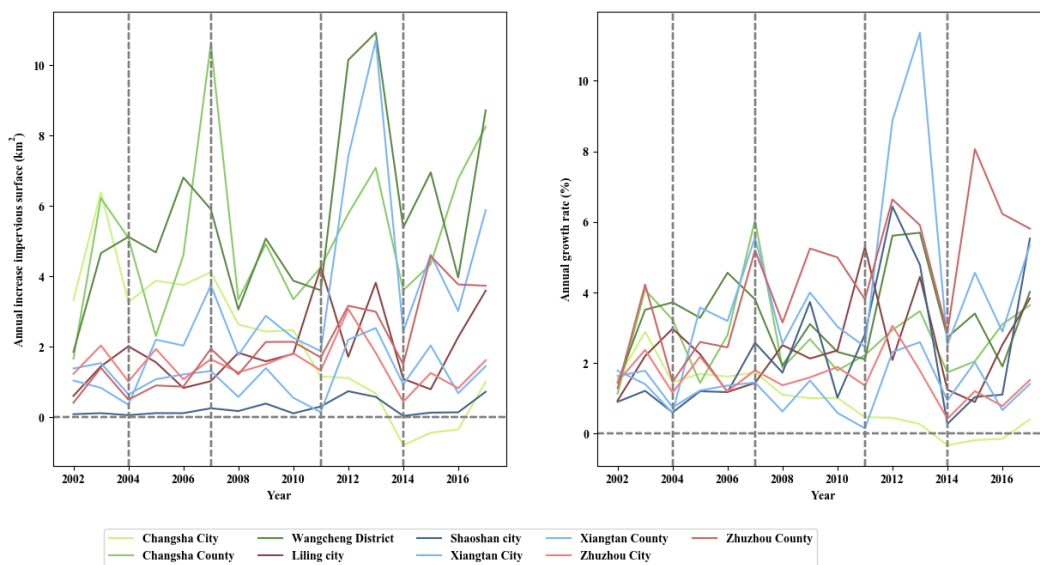 Annual increase impervious surface (km²)
10
8
6
4
2
0
2002 2004 2006 2008 2010 2012 2014 2016
Year
Annual growth rate (%)
10
8
6
4
2
0
2002 2004 2006 2008 2010 2012 2014 2016
Year
Changsha City Wangcheng District Shaoshan city Xiangtan County Zhuzhou County
Changsha County Liling city Xiangtan City Zhuzhou City